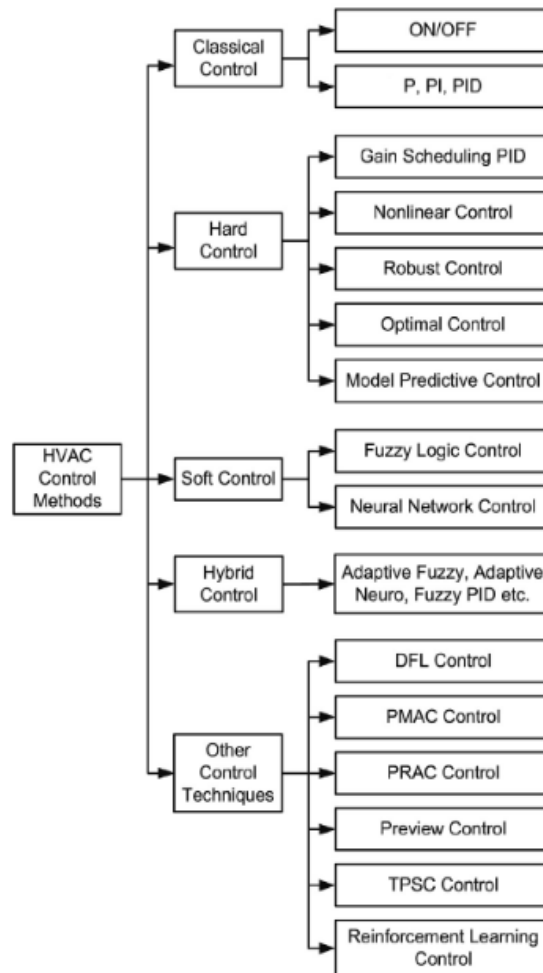 ON/OFF
Classical
Control
P, PI, PID
Gain Scheduling PID
Nonlinear Control
Hard
Control
Robust Control
Optimal Control
Model Predictive Control
HVAC
Control
Methods
Fuzzy Logic Control
Soft Control
Neural Network Control
Hybrid
Control
Adaptive Fuzzy, Adaptive
Neuro, Fuzzy PID etc.
DFL Control
PMAC Control
Other
Control
Techniques
PRAC Control
Preview Control
TPSC Control
Reinforcement Learning
Control